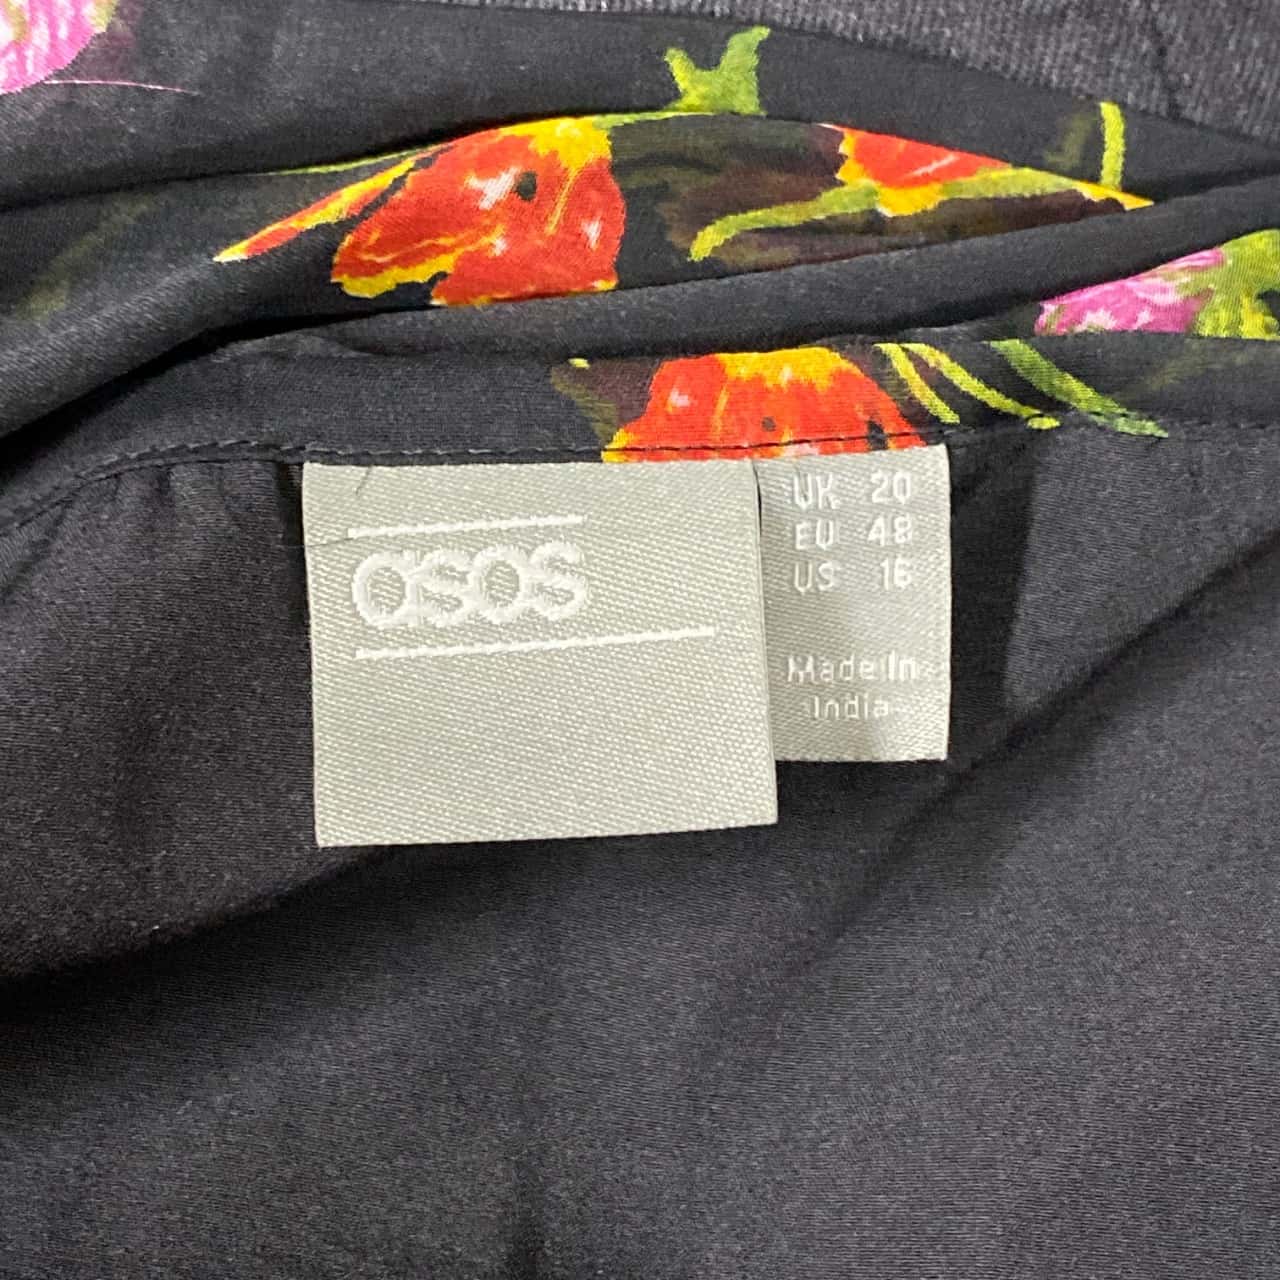 asos
UK 20
EU 48
US 16
Made In
India